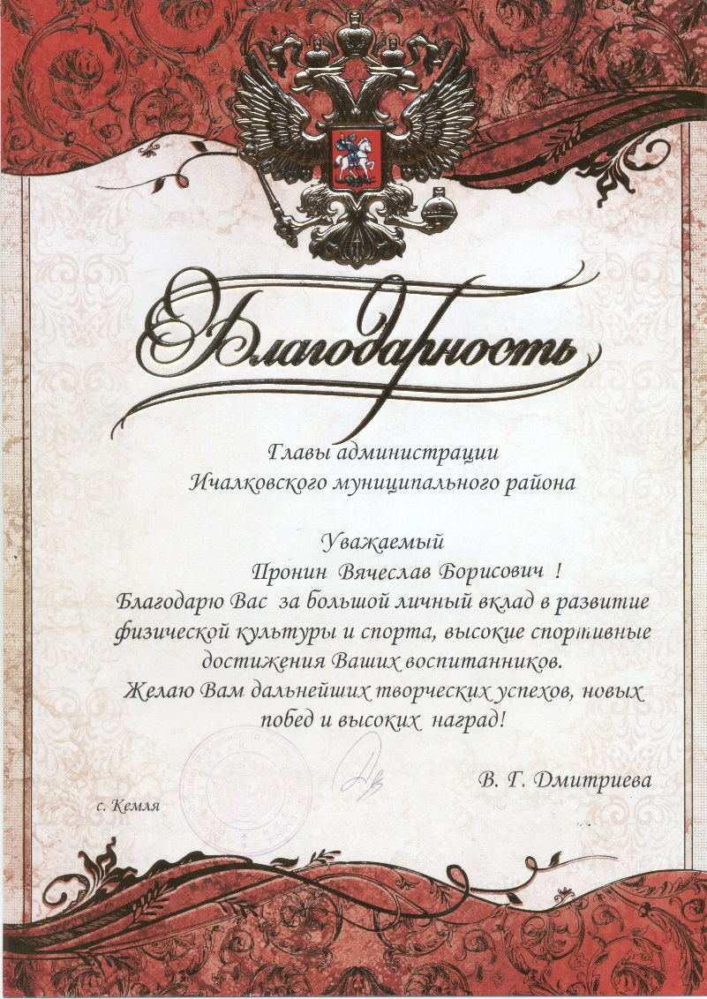 Благодарность
Главы администрации
Ичалковского муниципального района
Уважаемый
Пронин Вячеслав Борисович !
Благодарю Вас за большой личный вклад в развитие
физической культуры и спорта, высокие спортивные
достижения Ваших воспитанников.
Желаю Вам дальнейших творческих успехов, новых
побед и высоких наград!
В. Г. Дмитриева
с. Кемля